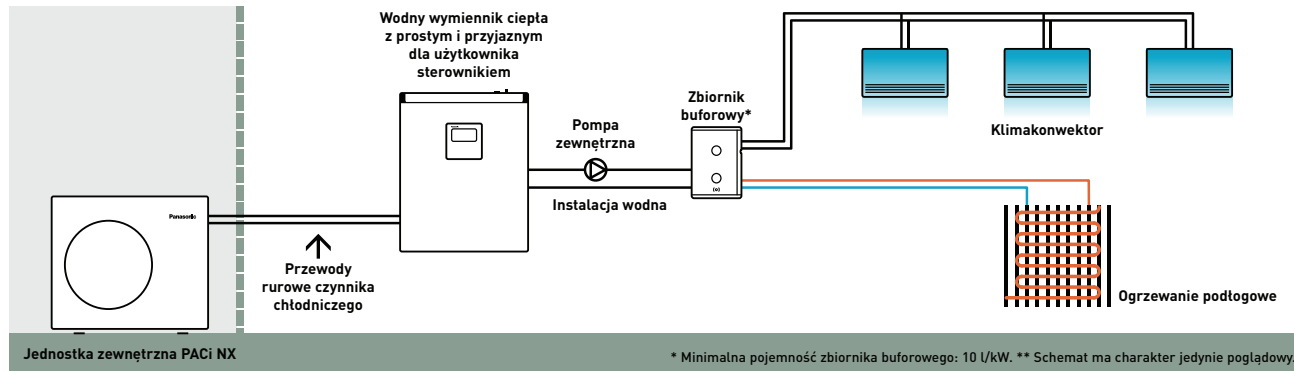 Wodny wymiennik ciepła
z prostym i przyjaznym
dla użytkownika
sterownikiem
Zbiornik
buforowy*
Pompa
zewnętrzna
Klimakonwektor
Instalacja wodna
Panasonic
Przewody
rurowe czynnika
chłodniczego
Ogrzewanie podłogowe
Jednostka zewnętrzna PACi NX
* Minimalna pojemność zbiornika buforowego: 10 l/kW. ** Schemat ma charakter jedynie poglądowy.